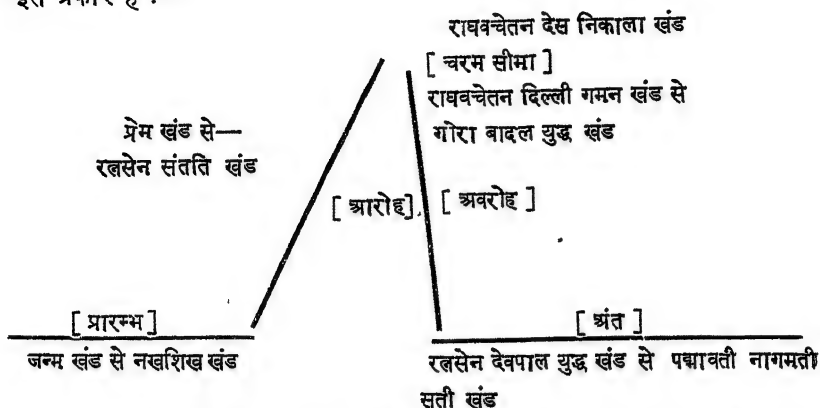 इस प्रकार है :
राघवचेतन देस निकाला खंड
[ चरम सीमा ]
राघवचेतन दिल्ली गमन खंड से
गोरा बादल युद्ध खंड
प्रेम खंड से—
रत्नसेन संतति खंड
[ आरोह ]. [ अवरोह ]
[ प्रारम्भ ]
जन्म खंड से नखशिख खंड
[ अंत ]
रत्नसेन देवपाल युद्ध खंड से पद्मावती नागमती
सती खंड